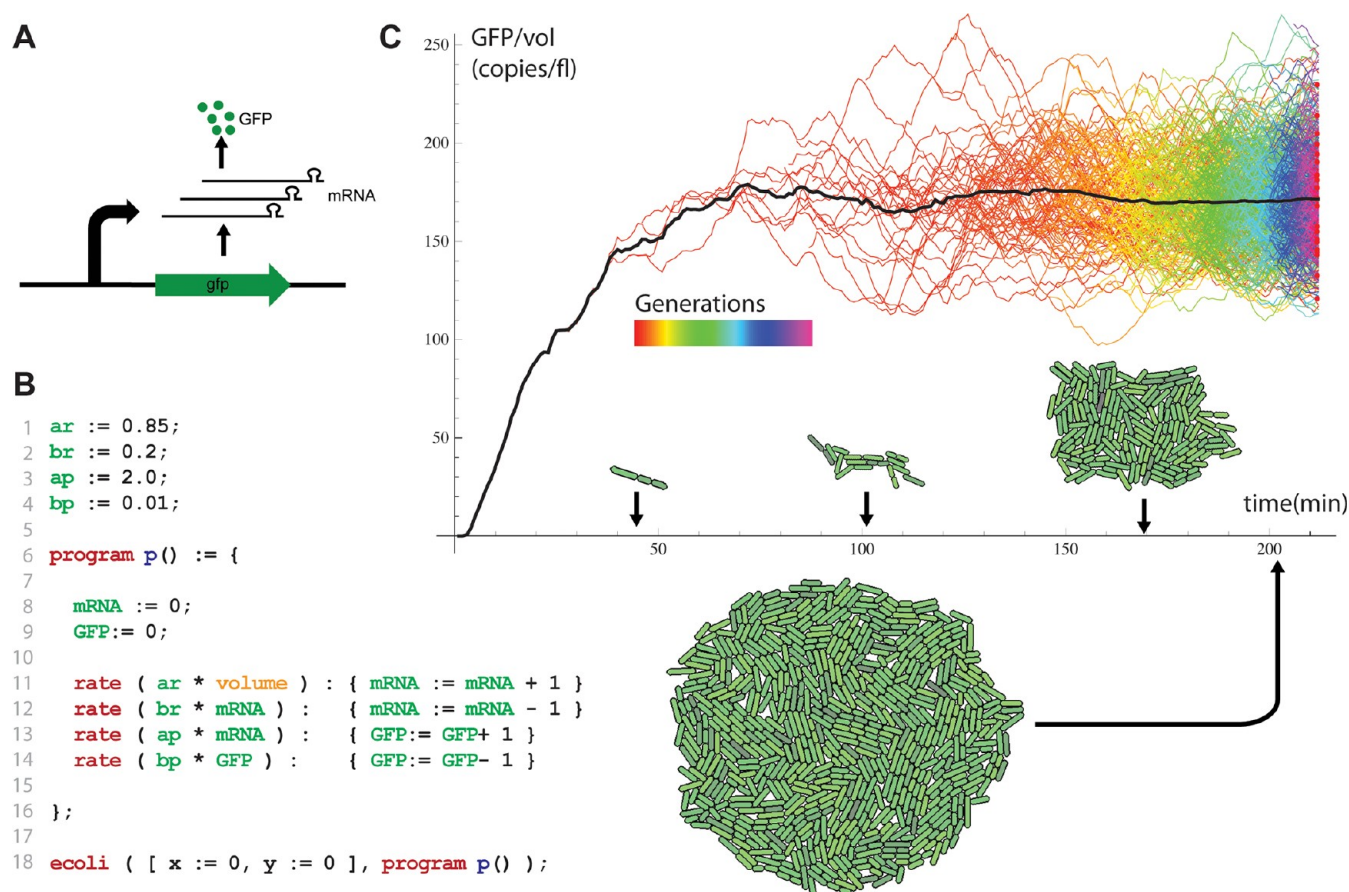 A
GFP
mRNA
gfp
B
1 ar := 0.85;
2 br := 0.2;
3 ap := 2.0;
4 bp := 0.01;
5
6 program p() := {
7
8 mRNA := 0;
9 GFP:= 0;
10
11 rate ( ar * volume ) : { mRNA := mRNA + 1 }
12 rate ( br * mRNA ) : { mRNA := mRNA - 1 }
13 rate ( ap * mRNA ) : { GFP:= GFP+ 1 }
14 rate ( bp * GFP ) : { GFP:= GFP- 1 }
15
16 };
17
18 ecoli ( [ x := 0, y := 0 ], program p() );
C
GFP/vol
(copies/fl)
250
200
150
100
50
Generations
time(min)
50 100 150 200